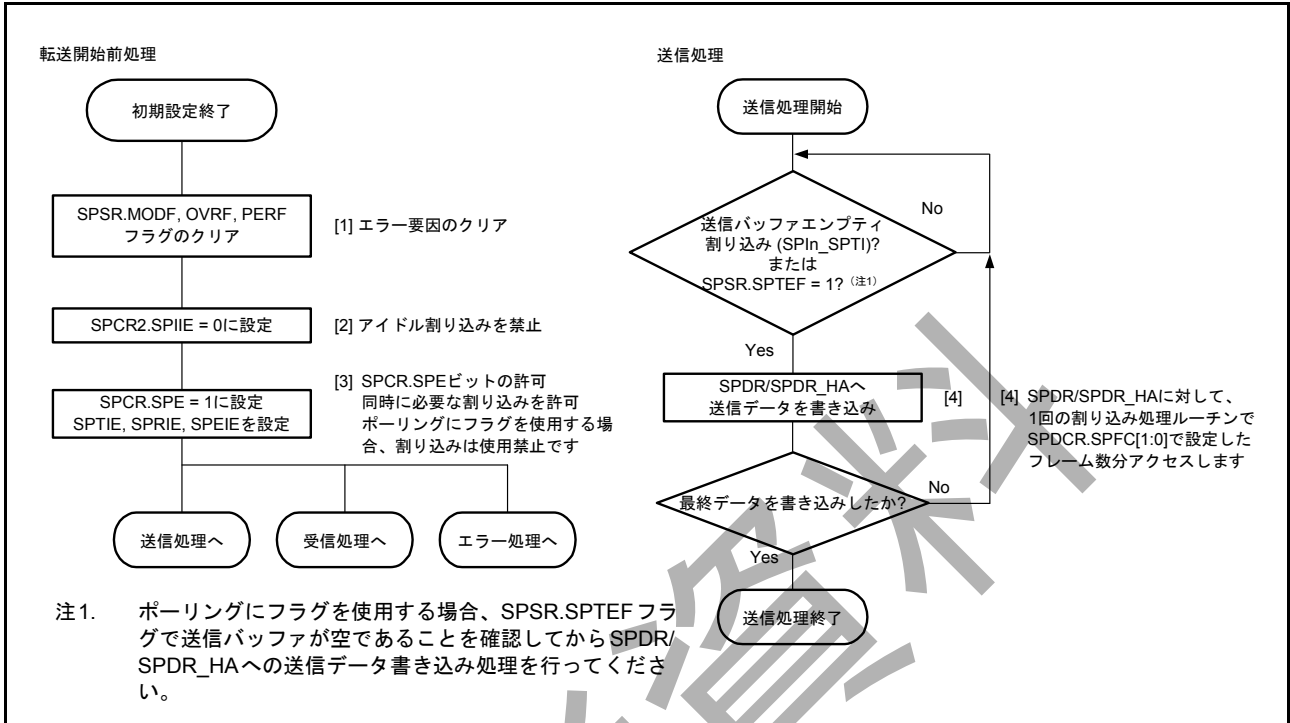 転送開始前処理
初期設定終了
SPSR.MODF, OVRF, PERF
フラグのクリア
[1] エラー要因のクリア
SPCR2.SPIIE = 0に設定
[2] アイドル割り込みを禁止
SPCR.SPE = 1に設定
SPTIE, SPRIE, SPEIEを設定
[3] SPCR.SPEビットの許可
同時に必要な割り込みを許可
ポーリングにフラグを使用する場
合、割り込みは使用禁止です
送信処理へ
受信処理へ
エラー処理へ
送信処理
送信処理開始
送信バッファエンプティ
割り込み (SPIn_SPTI)?
または
SPSR.SPTEF = 1? (注1)
No
Yes
SPDR/SPDR_HAへ
送信データを書き込み
[4]
[4] SPDR/SPDR_HAに対して、
1回の割り込み処理ルーチンで
SPDCR.SPFC[1:0]で設定した
フレーム数分アクセスします
最終データを書き込みしたか?
No
Yes
送信処理終了
注1. ポーリングにフラグを使用する場合、SPSR.SPTEFフラ
グで送信バッファが空であることを確認してからSPDR/
SPDR_HAへの送信データ書き込み処理を行ってくださ
い。
資料